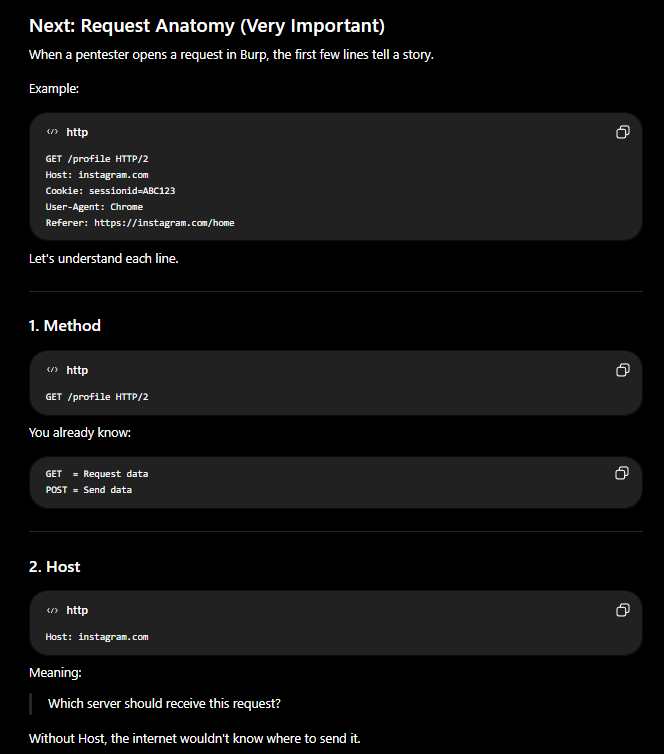 Next: Request Anatomy (Very Important)
When a pentester opens a request in Burp, the first few lines tell a story.
Example:
</> http
GET /profile HTTP/2
Host: instagram.com
Cookie: sessionid=ABC123
User-Agent: Chrome
Referer: https://instagram.com/home
Let's understand each line.
1. Method
</> http
GET /profile HTTP/2
You already know:
GET  = Request data
POST = Send data
2. Host
</> http
Host: instagram.com
Meaning:
Which server should receive this request?
Without Host, the internet wouldn't know where to send it.